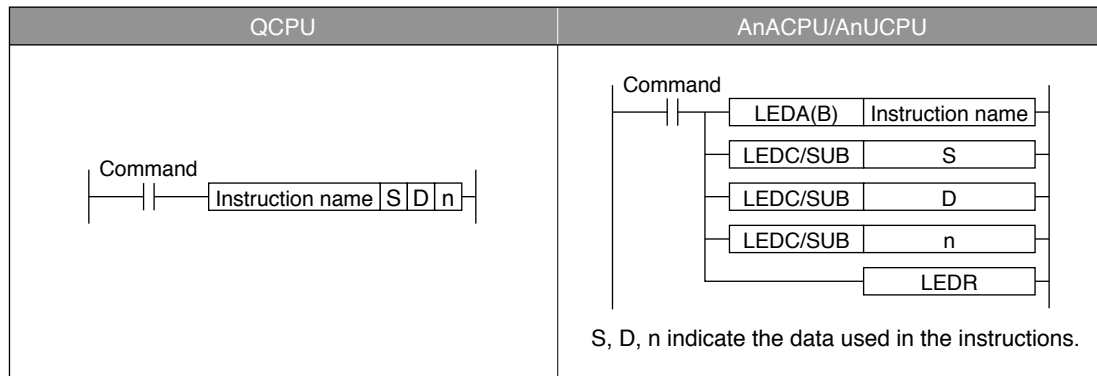 QCPU
AnACPU/AnUCPU
Command
Instruction name S D n
Command
LEDA(B) Instruction name
LEDC/SUB S
LEDC/SUB D
LEDC/SUB n
LEDR
S, D, n indicate the data used in the instructions.